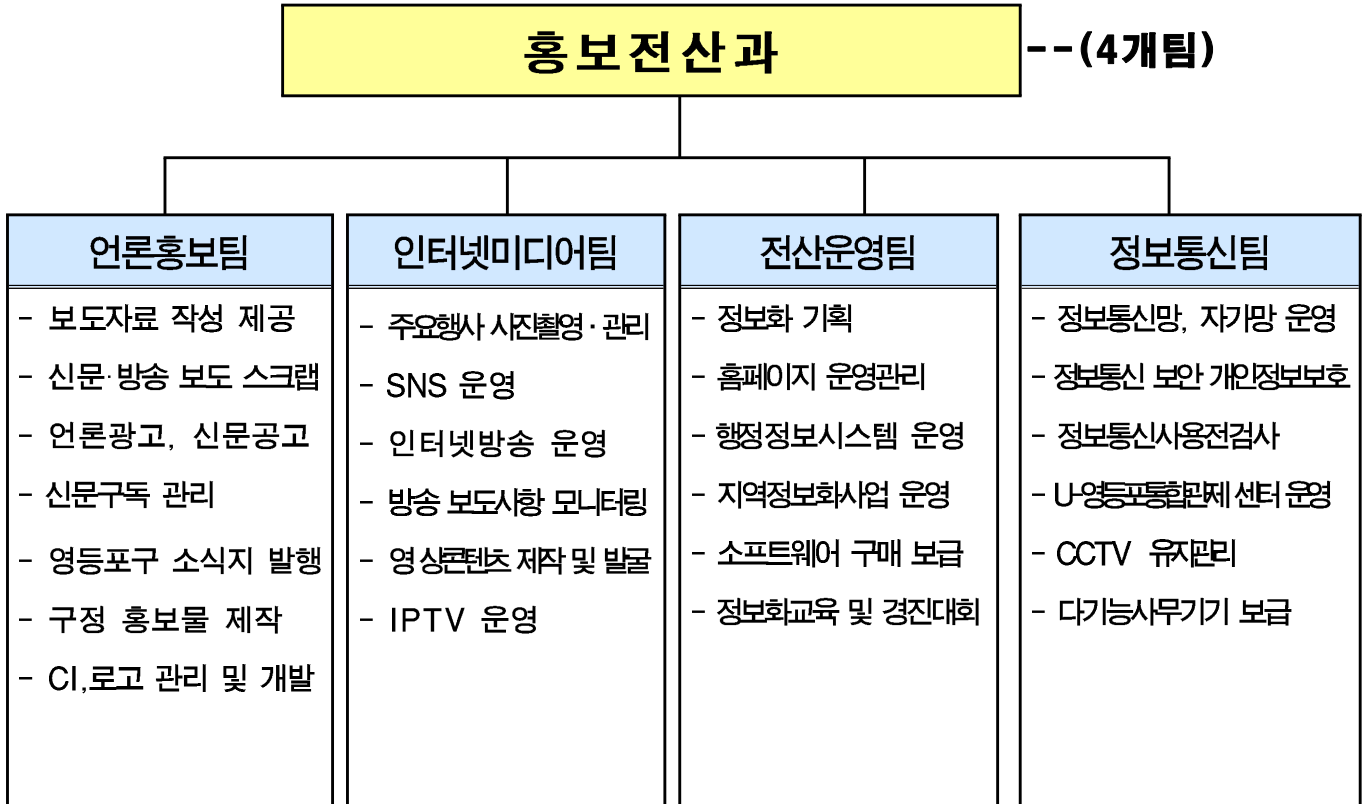 홍보전산과
--(4개팀)
언론홍보팀
- 보도자료 작성 제공
- 신문·방송 보도 스크랩
- 언론광고, 신문공고
- 신문구독 관리
- 영등포구 소식지 발행
- 구정 홍보물 제작
- CI,로고 관리 및 개발
인터넷미디어팀
- 주요행사 사진촬영·관리
- SNS 운영
- 인터넷방송 운영
- 방송 보도사항 모니터링
- 영상콘텐츠 제작 및 발굴
- IPTV 운영
전산운영팀
- 정보화 기획
- 홈페이지 운영관리
- 행정정보시스템 운영
- 지역정보화사업 운영
- 소프트웨어 구매 보급
- 정보화교육 및 경진대회
정보통신팀
- 정보통신망, 자가망 운영
- 정보통신 보안 개인정보보호
- 정보통신사용전검사
- U-영등포통합관제 센터 운영
- CCTV 유지관리
- 다기능사무기기 보급